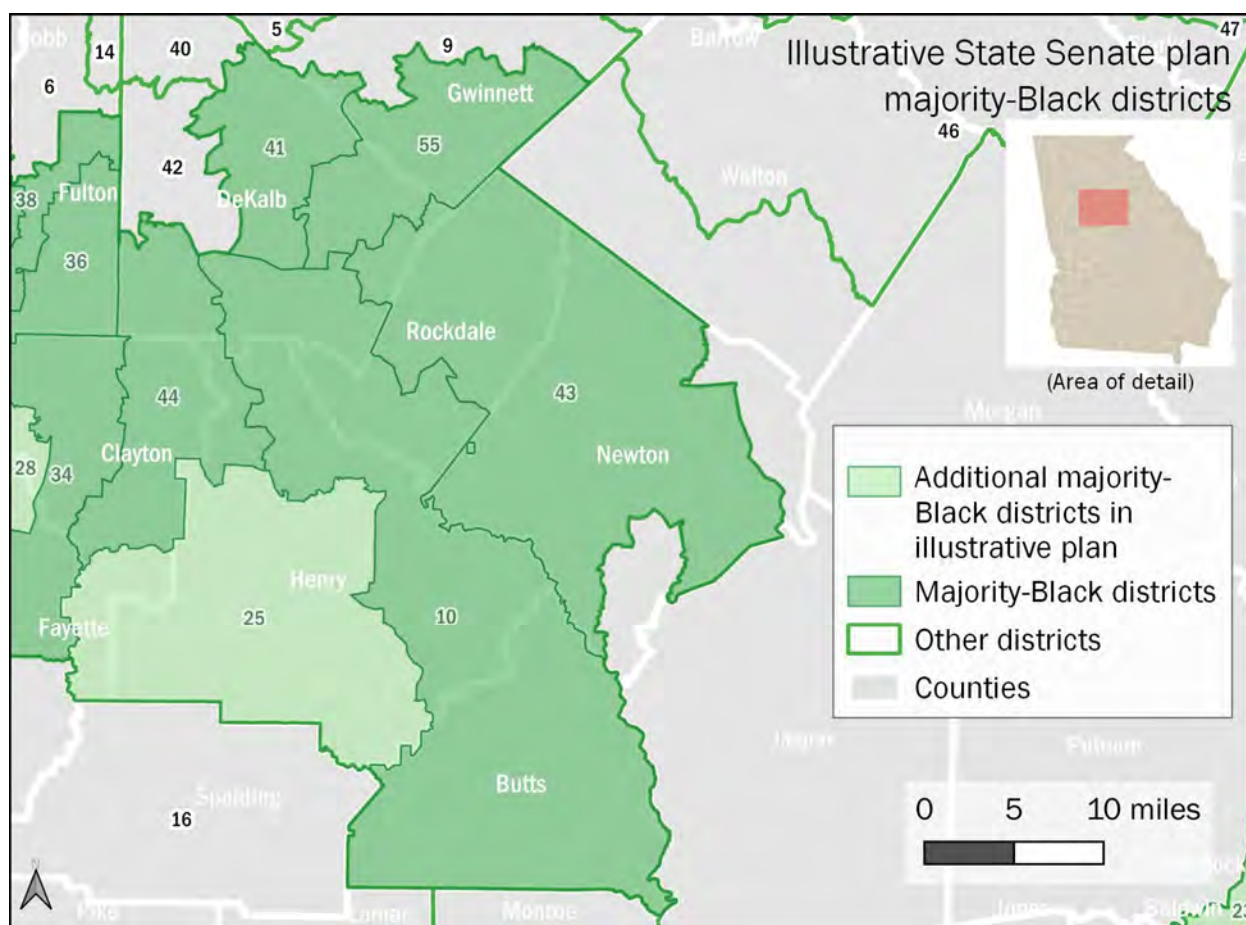 5
47
Cobb
14
40
9
Barrow
Illustrative State Senate plan
majority-Black districts
6
Gwinnett
46
41
55
42
Walton
38
Fulton
DeKalb
36
Rockdale
(Area of detail)
44
43
Morgan
Clayton
Newton
28
34
Additional majority-
Black districts in
illustrative plan
Henry
Majority-Black districts
25
10
Fayette
Other districts
Counties
Jasper
Putnam
Butts
Spalding
0 5 10 miles
16
N
Pike
Lamar
Monroe
Jones
Baldwin